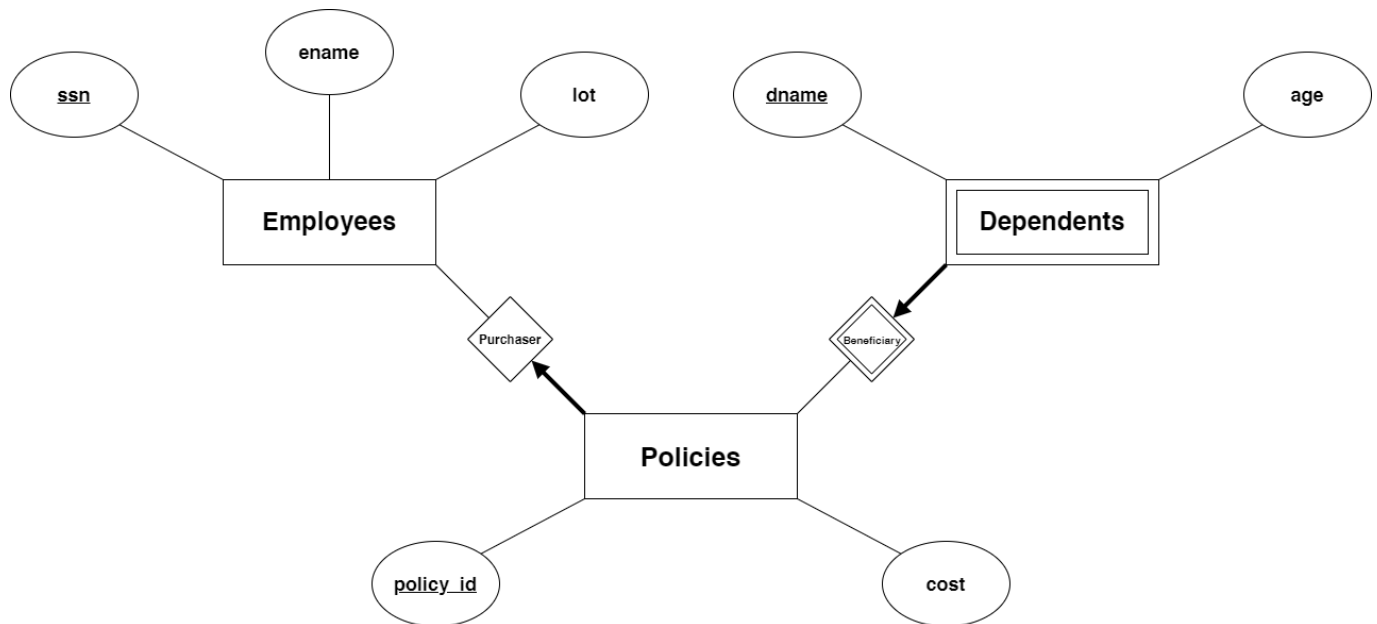 ename
ssn
lot
dname
age
Employees
Dependents
Purchaser
Beneficiary
Policies
policy_id
cost